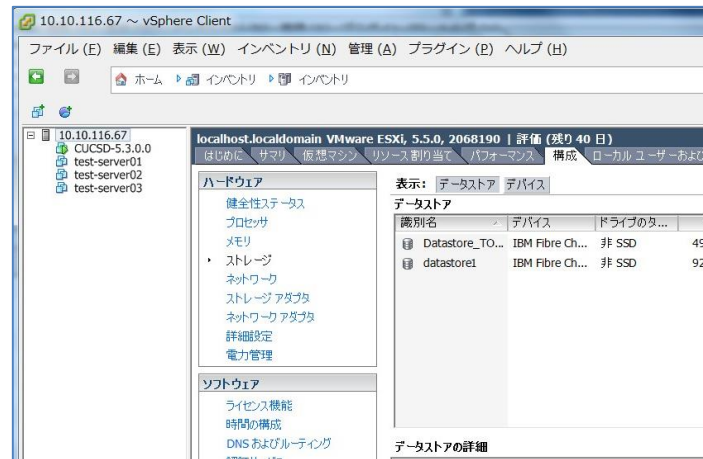 10.10.116.67 ～ vSphere Client
ファイル (F) 編集 (E) 表示 (W) インベントリ (N) 管理 (A) プラグイン (P) ヘルプ (H)
ホーム インベントリ インベントリ
10.10.116.67
CUCSD-5.3.0.0
test-server01
test-server02
test-server03
localhost.localdomain VMware ESXi, 5.5.0, 2068190 | 評価 (残り 40 日)
はじめに サマリ 仮想マシン リソース割り当て パフォーマンス 構成 ローカル ユーザーおよび
ハードウェア
健全性ステータス
プロセッサ
メモリ
ストレージ
ネットワーク
ストレージ アダプタ
ネットワーク アダプタ
詳細設定
電力管理
ソフトウェア
ライセンス機能
時間の構成
DNS およびルーティング
表示: データストア デバイス
データストア
識別名 デバイス ドライブのタ...
Datastore_TO... IBM Fibre Ch... 非 SSD 49
datastore1 IBM Fibre Ch... 非 SSD 92
データストアの詳細